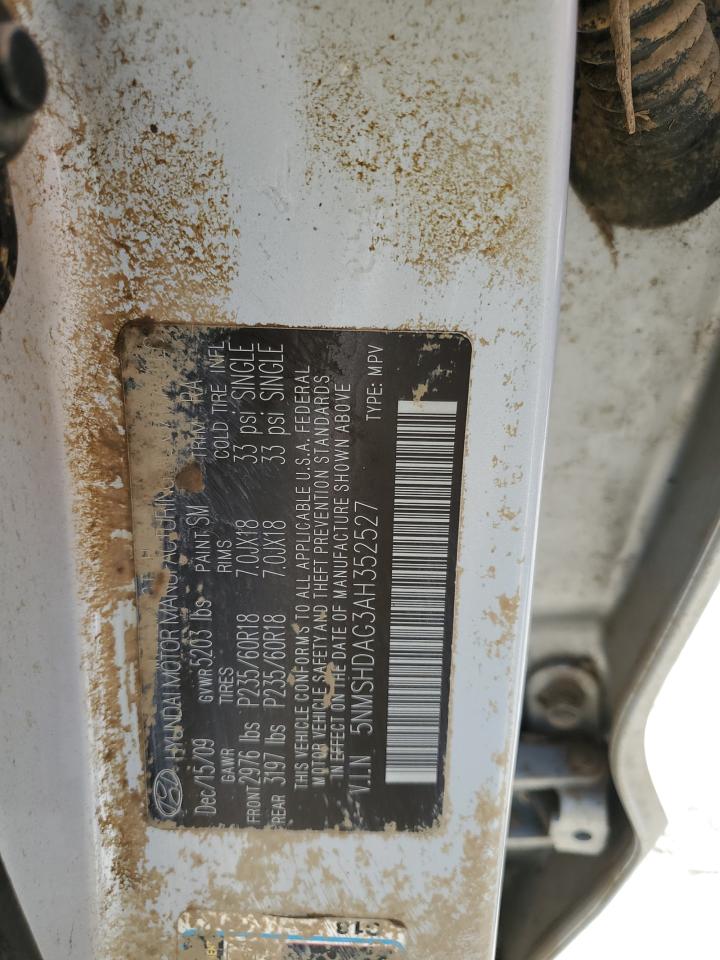 HYUNDAI MOTOR MANUFACTURING
Dec/15/09 GVWR 5203 lbs PAINT SM TRIM
GAWR TIRES RIMS COLD TIRE INFL
FRONT 2976 lbs P235/60R18 7.0JX18 33 psi SINGLE
REAR 3197 lbs P235/60R18 7.0JX18 33 psi SINGLE
THIS VEHICLE CONFORMS TO ALL APPLICABLE U.S.A. FEDERAL
MOTOR VEHICLE SAFETY AND THEFT PREVENTION STANDARDS
IN EFFECT ON THE DATE OF MANUFACTURE SHOWN ABOVE
V.I.N 5NMSHDAG3AH352527 TYPE: MPV